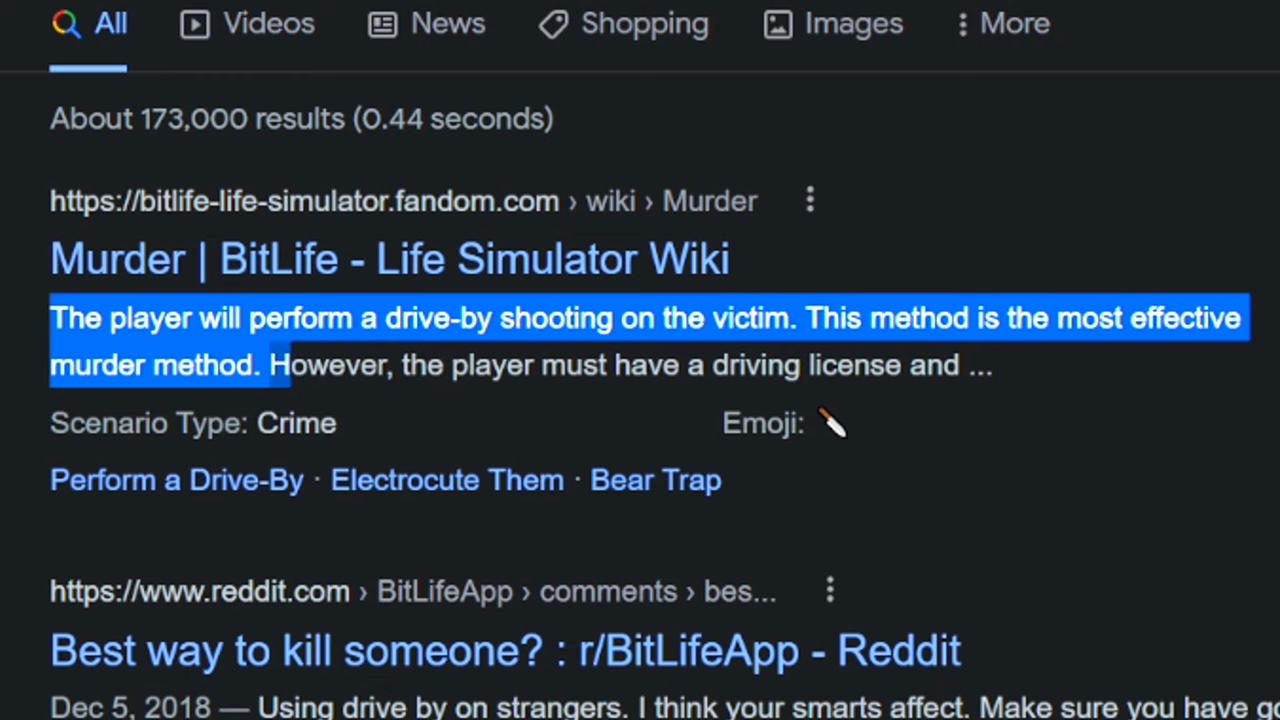 All Videos News Shopping Images More
About 173,000 results (0.44 seconds)
https://bitlife-life-simulator.fandom.com › wiki › Murder
Murder | BitLife - Life Simulator Wiki
The player will perform a drive-by shooting on the victim. This method is the most effective
murder method. However, the player must have a driving license and ...
Scenario Type: Crime Emoji: 🔪
Perform a Drive-By · Electrocute Them · Bear Trap
https://www.reddit.com › BitLifeApp › comments › bes...
Best way to kill someone? : r/BitLifeApp - Reddit
Dec 5, 2018 — Using drive by on strangers. I think your smarts affect. Make sure you have